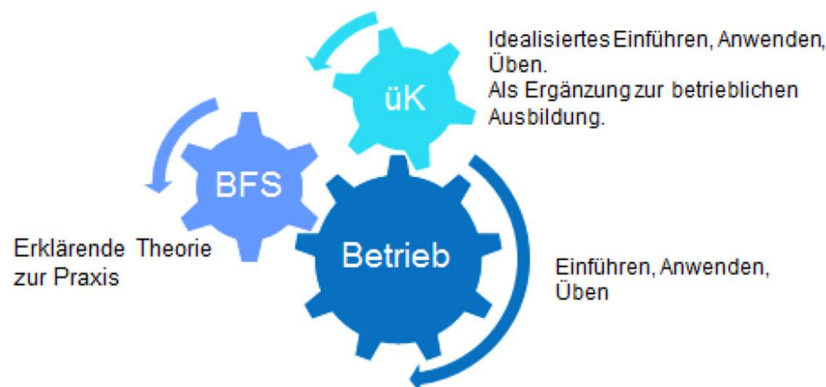 üK
Idealisiertes Einführen, Anwenden,
Üben.
Als Ergänzung zur betrieblichen
Ausbildung.
BFS
Erklärende Theorie
zur Praxis
Betrieb
Einführen, Anwenden,
Üben